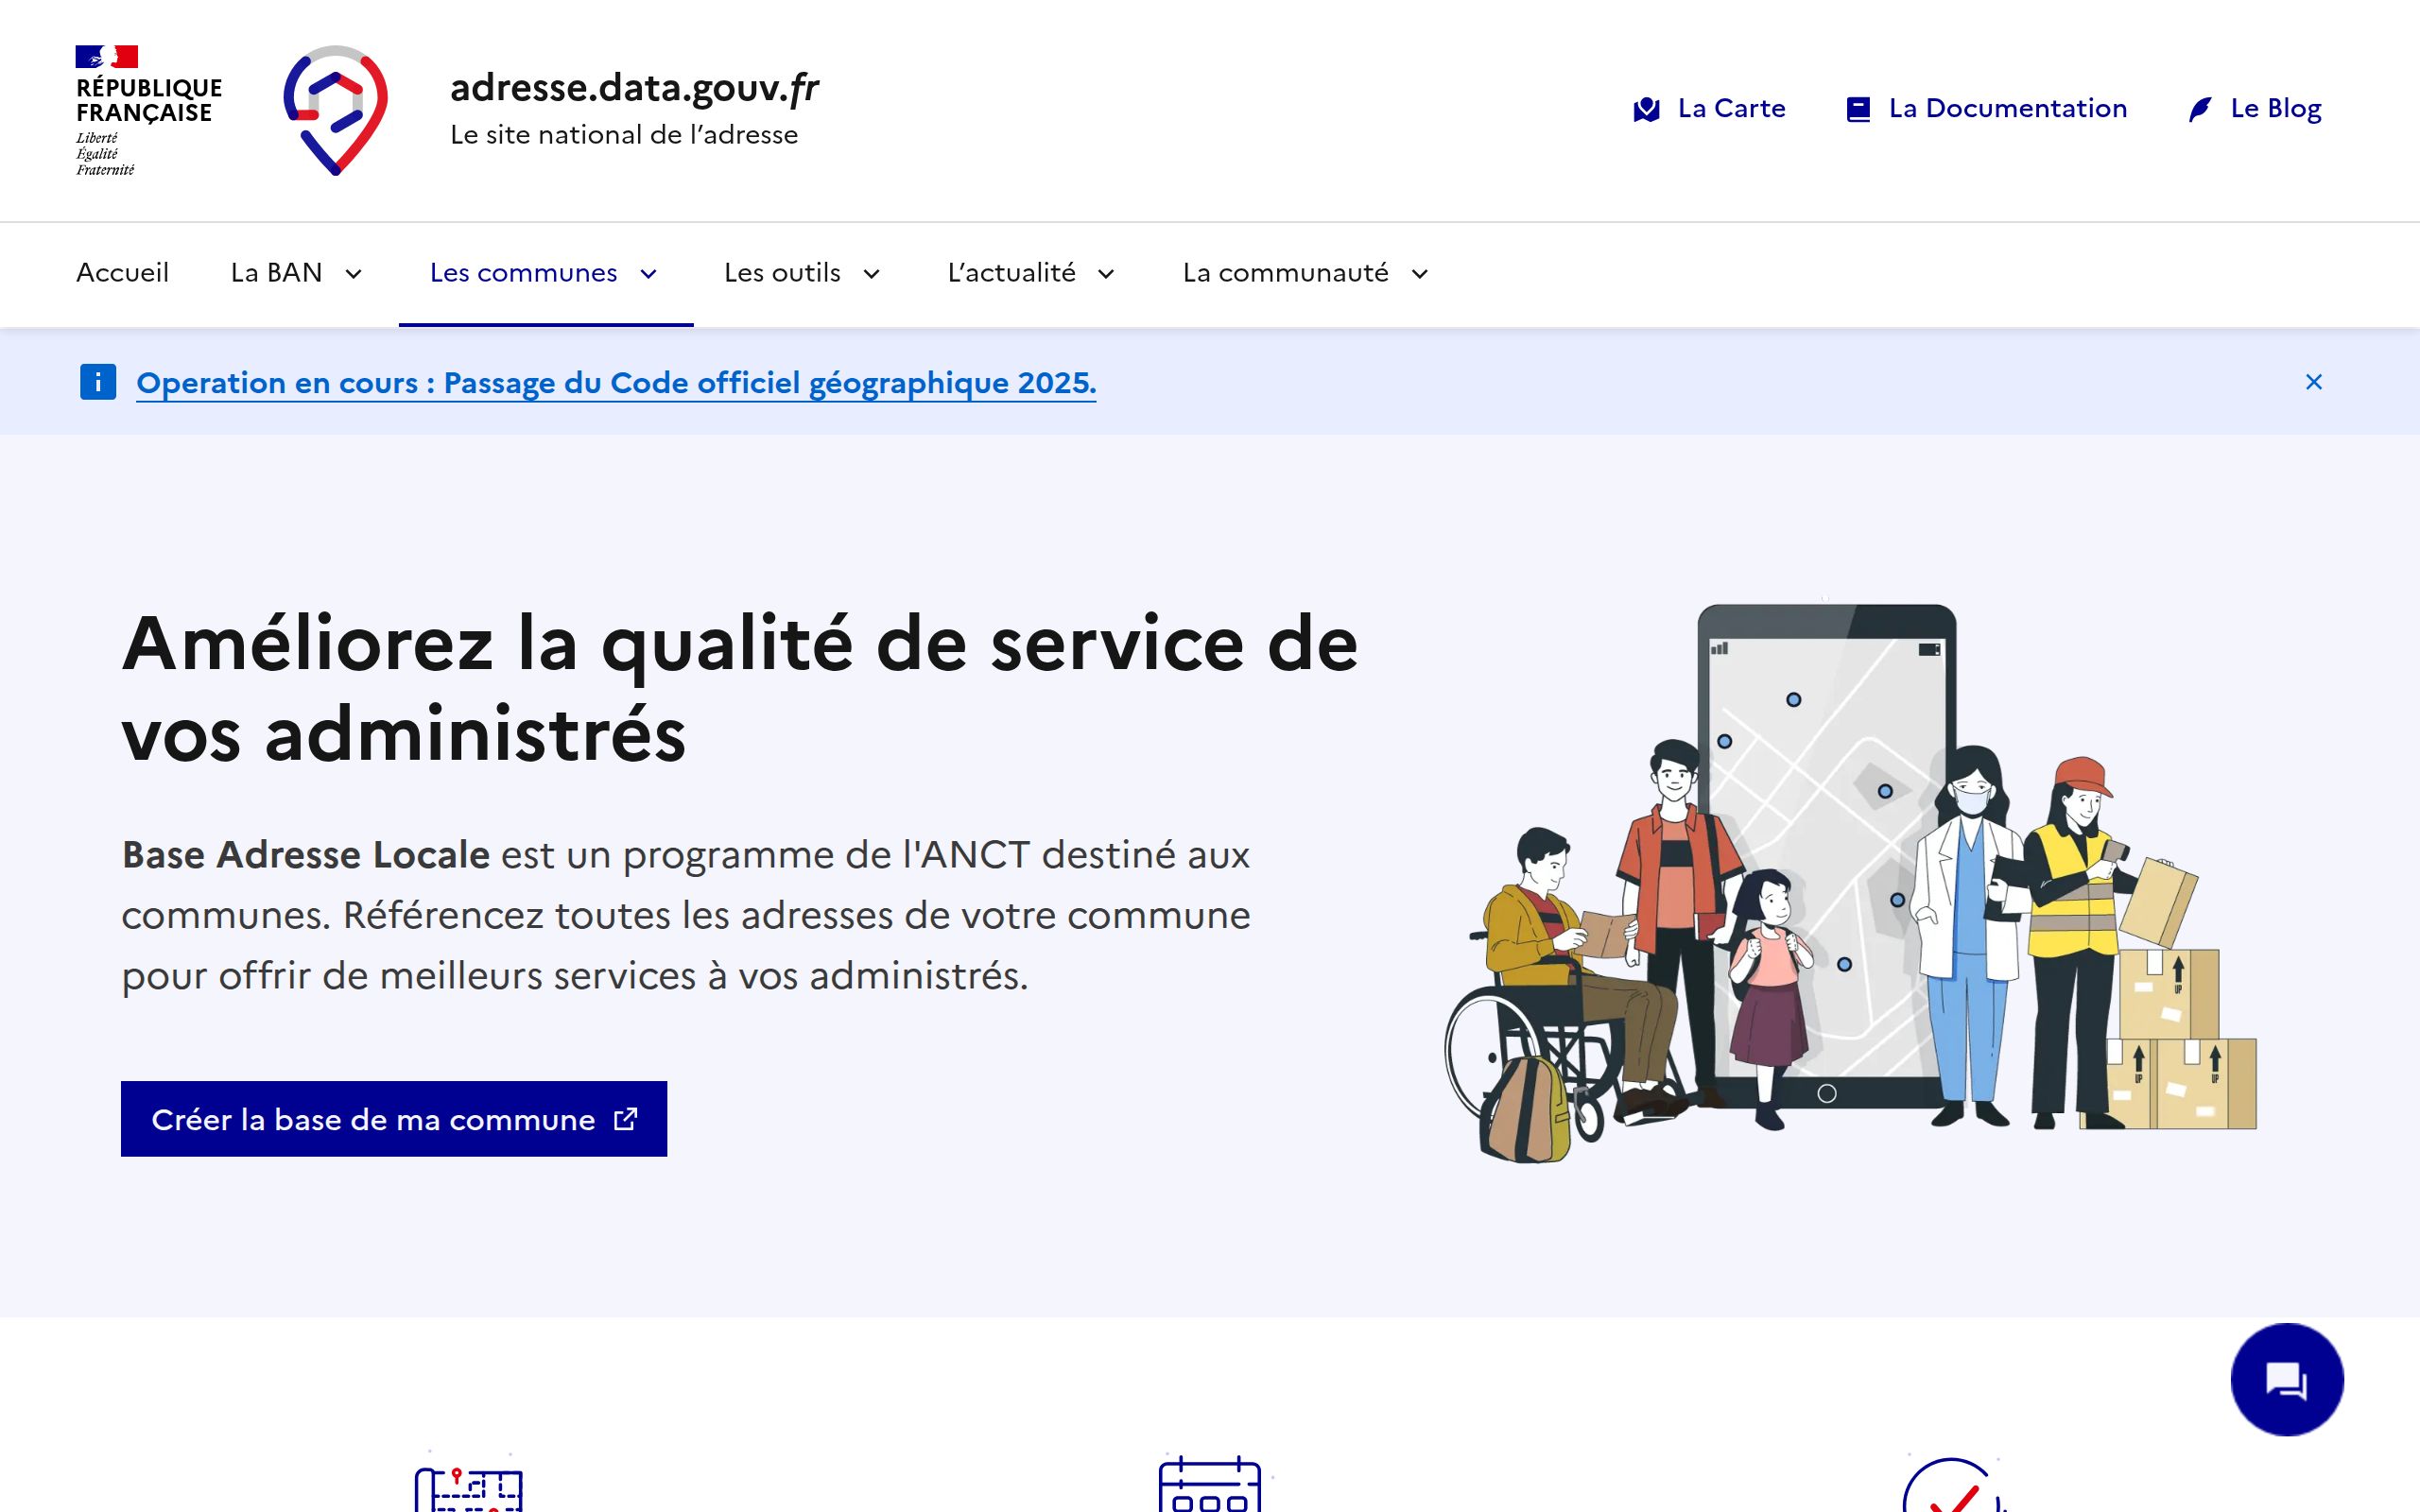 RÉPUBLIQUE
FRANÇAISE
Liberté
Égalité
Fraternité
adresse.data.gouv.fr
Le site national de l’adresse
La Carte
La Documentation
Le Blog
Accueil
La BAN
Les communes
Les outils
L’actualité
La communauté
Operation en cours : Passage du Code officiel géographique 2025.
Améliorez la qualité de service de
vos administrés
Base Adresse Locale est un programme de l'ANCT destiné aux
communes. Référencez toutes les adresses de votre commune
pour offrir de meilleurs services à vos administrés.
Créer la base de ma commune
UP
UP
UP